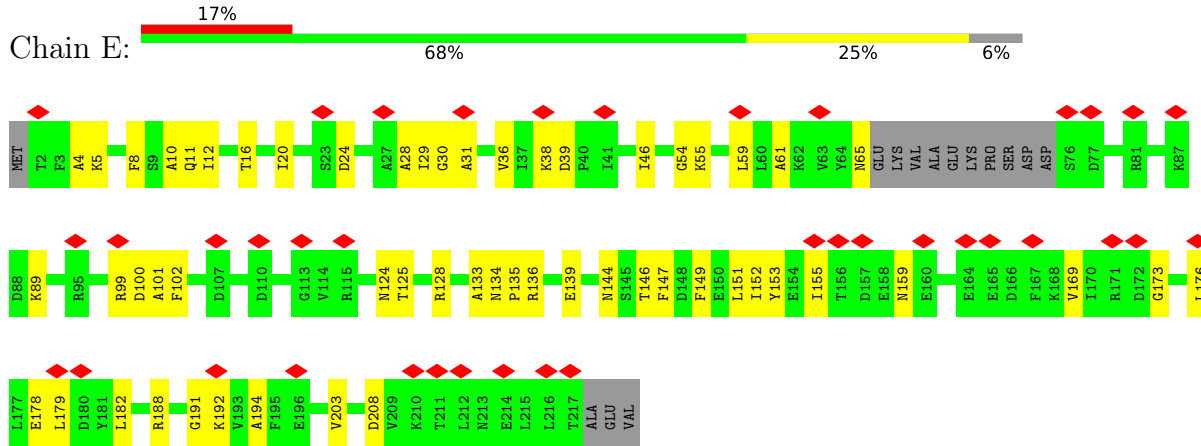 17%
Chain E:
68% 25% 6%
MET T2 F3 A4 K5 F8 S9 A10 Q11 I12 T16 I20 S23 D24 A27 A28 I29 G30 A31 V36 I37 K38 D39 P40 I41 I46 G54 K55 L59 L60 A61 K62 V63 Y64 N65 GLU LYS VAL ALA GLU LYS PRO SER ASP ASP S76 D77 R81 K87
D88 K89 R95 R99 D100 A101 F102 D107 D110 G113 V114 R115 N124 T125 R128 A133 N134 P135 R136 E139 N144 S145 T146 F147 D148 F149 E150 L151 I152 Y153 E154 I155 T156 D157 E158 N159 E160 E164 E165 D166 F167 K168 V169 I170 R171 D172 G173 L176
L177 E178 L179 D180 Y181 L182 R188 G191 K192 V193 A194 F195 E196 V203 D208 V209 K210 T211 L212 N213 E214 L215 L216 T217 ALA GLU VAL